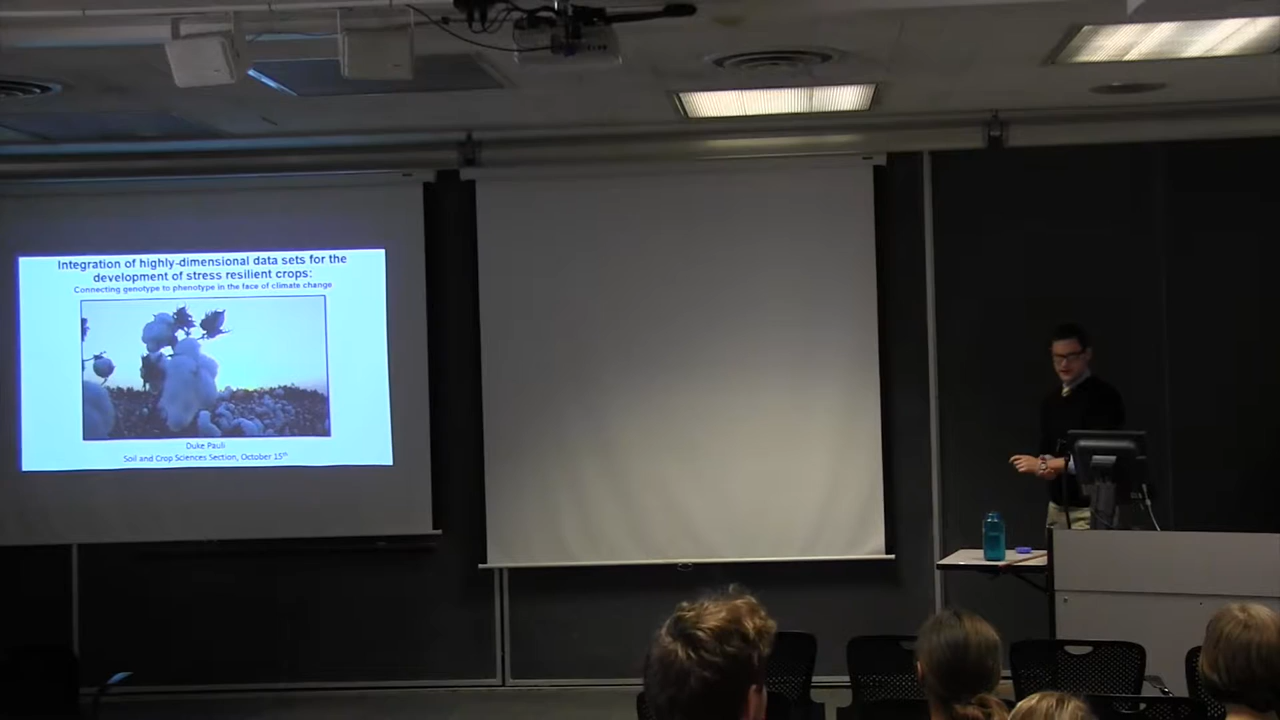 Integration of highly-dimensional data sets for the
development of stress resilient crops:
Connecting genotype to phenotype in the face of climate change
Duke Pauli
Soil and Crop Sciences Section, October 15th